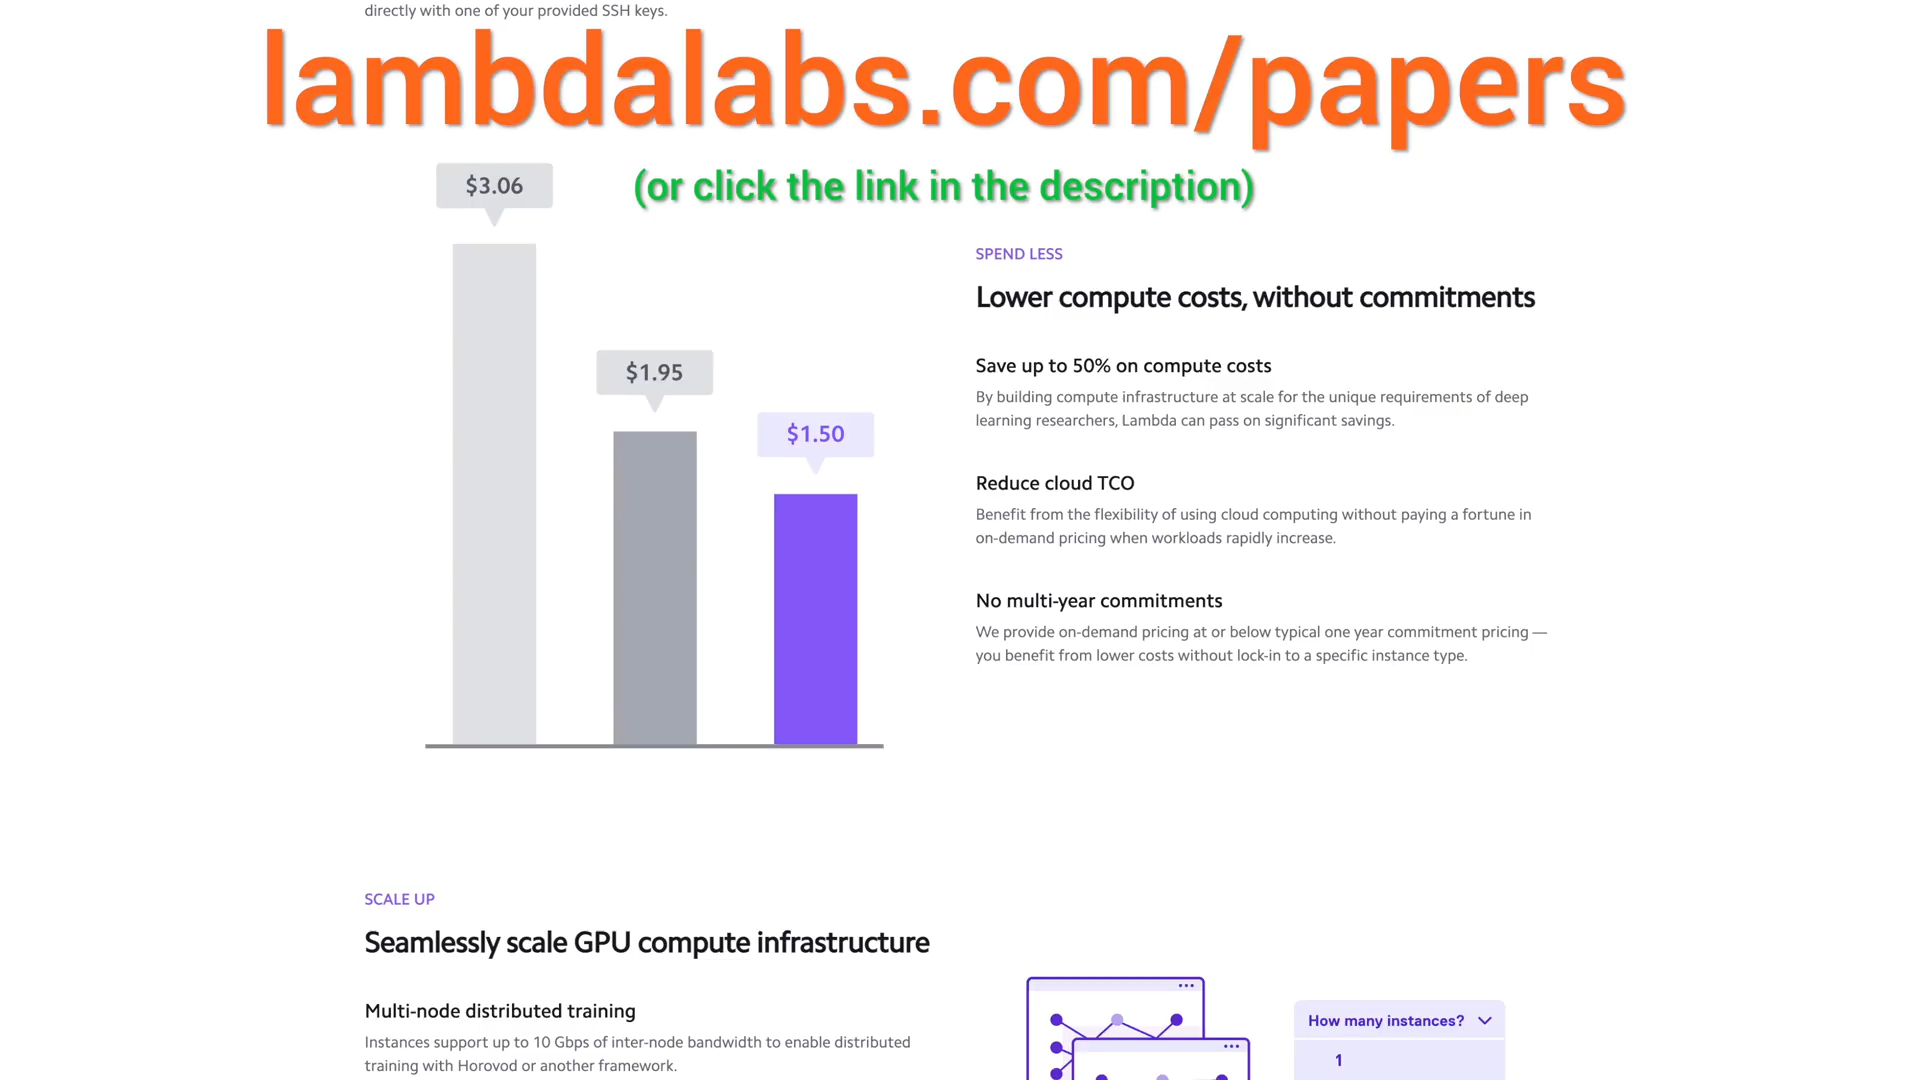 directly with one of your provided SSH keys.
lambdalabs.com/papers
(or click the link in the description)
$3.06
$1.95
$1.50
SPEND LESS
Lower compute costs, without commitments
Save up to 50% on compute costs
By building compute infrastructure at scale for the unique requirements of deep
learning researchers, Lambda can pass on significant savings.
Reduce cloud TCO
Benefit from the flexibility of using cloud computing without paying a fortune in
on-demand pricing when workloads rapidly increase.
No multi-year commitments
We provide on-demand pricing at or below typical one year commitment pricing —
you benefit from lower costs without lock-in to a specific instance type.
SCALE UP
Seamlessly scale GPU compute infrastructure
Multi-node distributed training
Instances support up to 10 Gbps of inter-node bandwidth to enable distributed
training with Horovod or another framework.
How many instances?
1